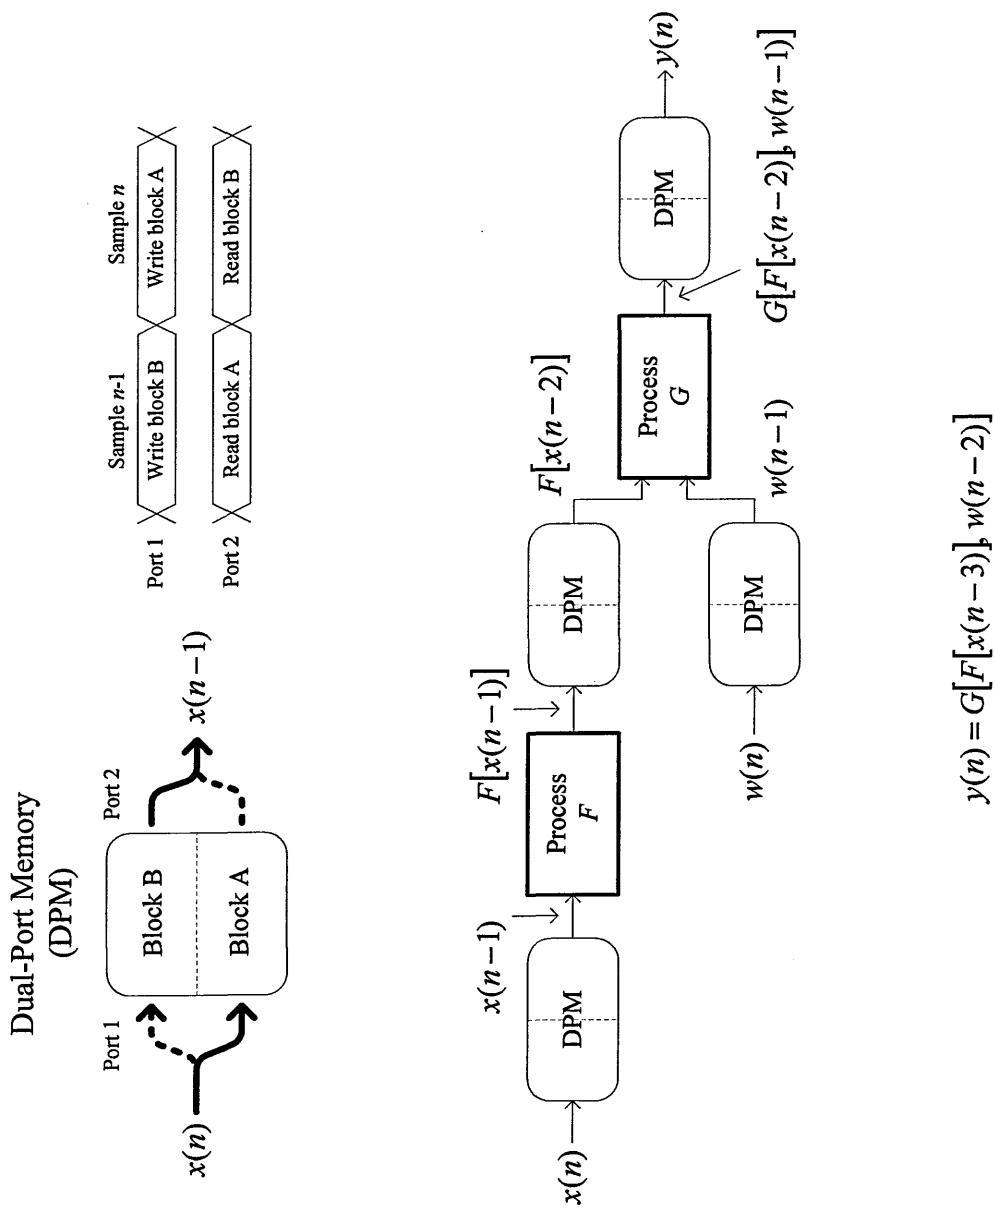 Dual-Port Memory
(DPM)
Port 1
Port 2
x(n)
Block B
Block A
x(n−1)
Sample n-1
Sample n
Port 1
Write block B
Write block A
Port 2
Read block A
Read block B
x(n)
DPM
x(n−1)
Process
F
F[x(n−1)]
DPM
F[x(n−2)]
w(n)
DPM
w(n−1)
Process
G
G[F[x(n−2)], w(n−1)]
DPM
y(n)
y(n) = G[F[x(n−3)], w(n−2)]